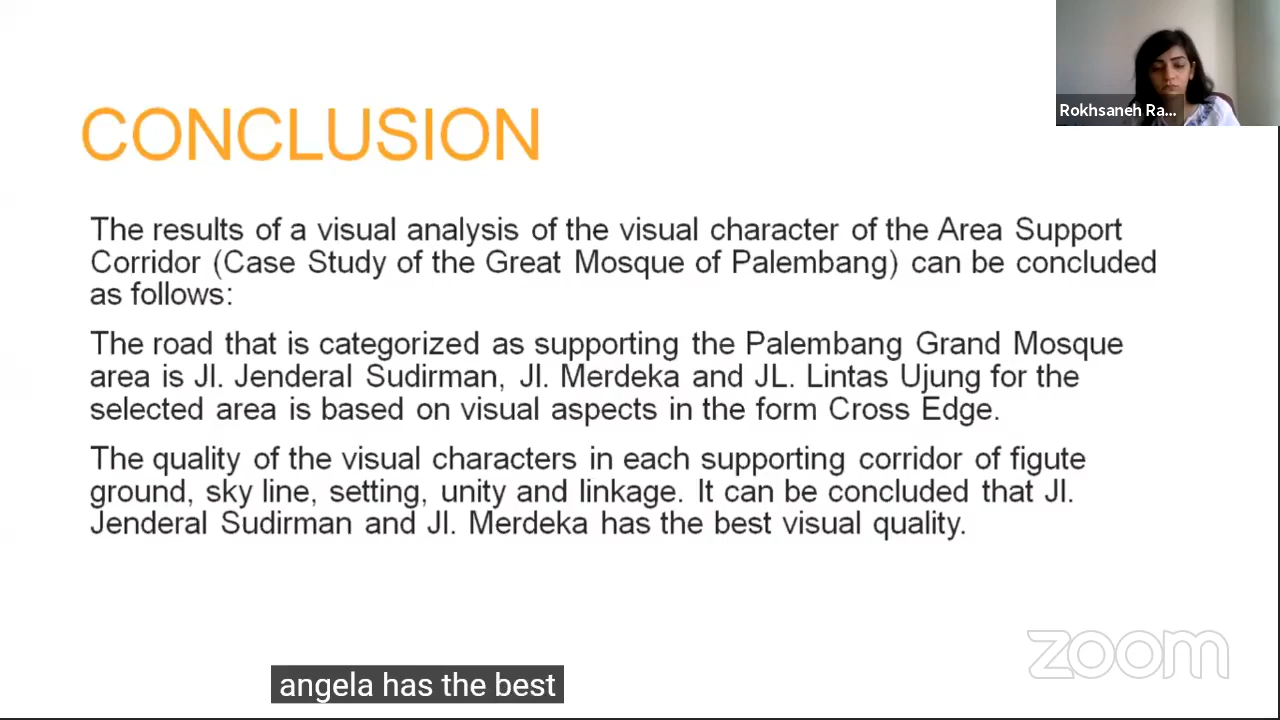 Rokhsaneh Ra...
CONCLUSION
The results of a visual analysis of the visual character of the Area Support
Corridor (Case Study of the Great Mosque of Palembang) can be concluded
as follows:
The road that is categorized as supporting the Palembang Grand Mosque
area is Jl. Jenderal Sudirman, Jl. Merdeka and JL. Lintas Ujung for the
selected area is based on visual aspects in the form Cross Edge.
The quality of the visual characters in each supporting corridor of figute
ground, sky line, setting, unity and linkage. It can be concluded that Jl.
Jenderal Sudirman and Jl. Merdeka has the best visual quality.
zoom
angela has the best